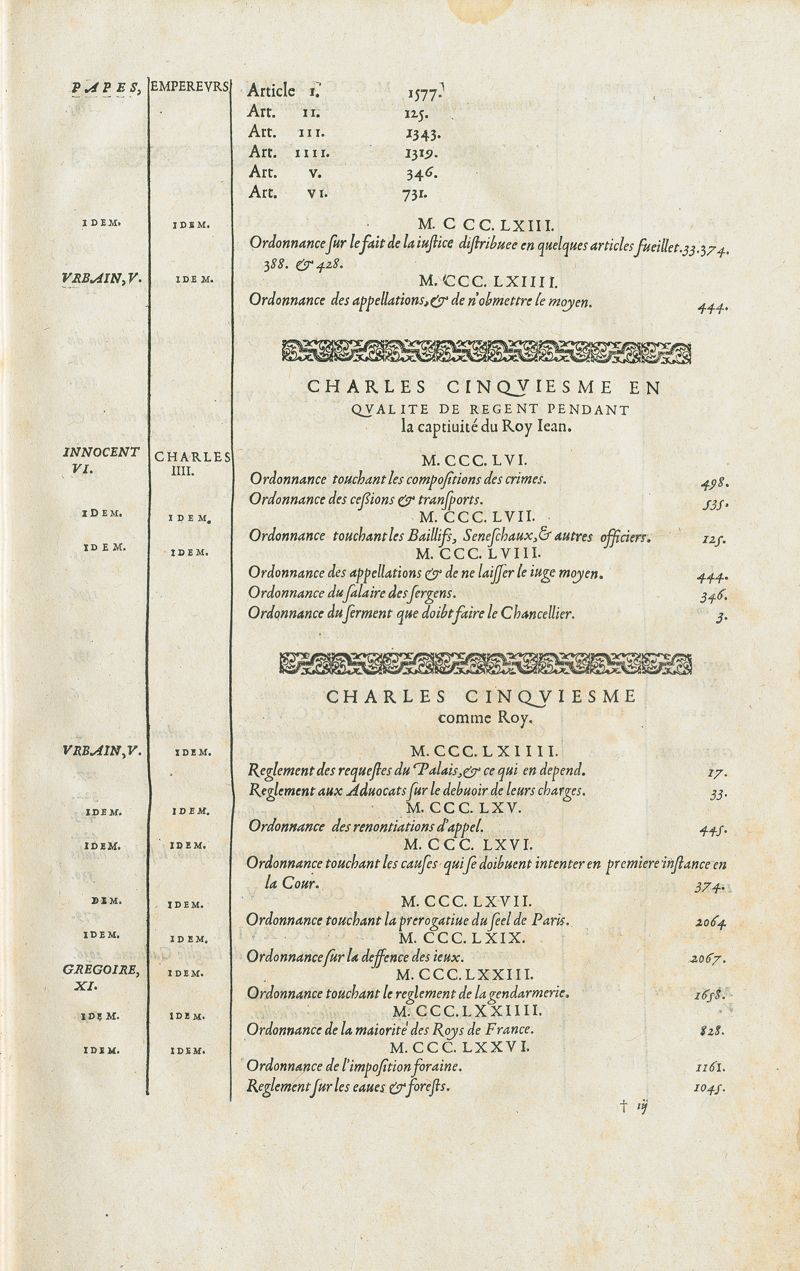 PAPES, EMPEREVRS Article I. 1577.
Art. II. 125.
Art. III. 1343.
Art. IIII. 1319.
Art. V. 346.
Art. VI. 731.
IDEM. IDEM. M. C C C. LXIII.
Ordonnance ſur le fait de la iuſtice diſtribuee en quelques articles fueillet.33.374.
388. & 428.
VRBAIN, V. IDEM. M. CCC. LXIIII.
Ordonnance des appellations, & de n'obmettre le moyen. 444.
CHARLES CINQVIESME EN
QVALITE DE REGENT PENDANT
la captiuité du Roy Iean.
INNOCENT VI. CHARLES IIII. M. CCC. LVI.
Ordonnance touchant les compoſitions des crimes. 498.
Ordonnance des ceſsions & tranſports. 535.
IDEM. IDEM. M. CCC. LVII.
Ordonnance touchant les Baillifs, Seneſchaux, & autres officiers. 125.
IDEM. IDEM. M. CCC. LVIII.
Ordonnance des appellations & de ne laiſſer le iuge moyen. 444.
Ordonnance du ſalaire des ſergens. 346.
Ordonnance du ſerment que doibt faire le Chancellier. 3.
CHARLES CINQVIESME
comme Roy.
VRBAIN, V. IDEM. M. CCC. LXIIII.
Reglement des requeſtes du Palais, & ce qui en depend. 17.
Reglement aux Aduocats ſur le debuoir de leurs charges. 33.
IDEM. IDEM. M. CCC. LXV.
Ordonnance des renontiations d'appel. 445.
IDEM. IDEM. M. CCC. LXVI.
Ordonnance touchant les cauſes qui ſe doibuent intenter en premiere inſtance en
la Cour. 374.
IDEM. IDEM. M. CCC. LXVII.
Ordonnance touchant la prerogatiue du ſeel de Paris. 2064
IDEM. IDEM. M. CCC. LXIX.
Ordonnance ſur la deffence des ieux. 2067.
GREGOIRE, XI. IDEM. M. CCC. LXXIII.
Ordonnance touchant le reglement de la gendarmerie. 1658.
IDEM. IDEM. M. CCC. LXXIIII.
Ordonnance de la maiorité des Roys de France. 828.
IDEM. IDEM. M. CCC. LXXVI.
Ordonnance de l'impoſition foraine. 1161.
Reglement ſur les eaues & foreſts. 1045.
† iij